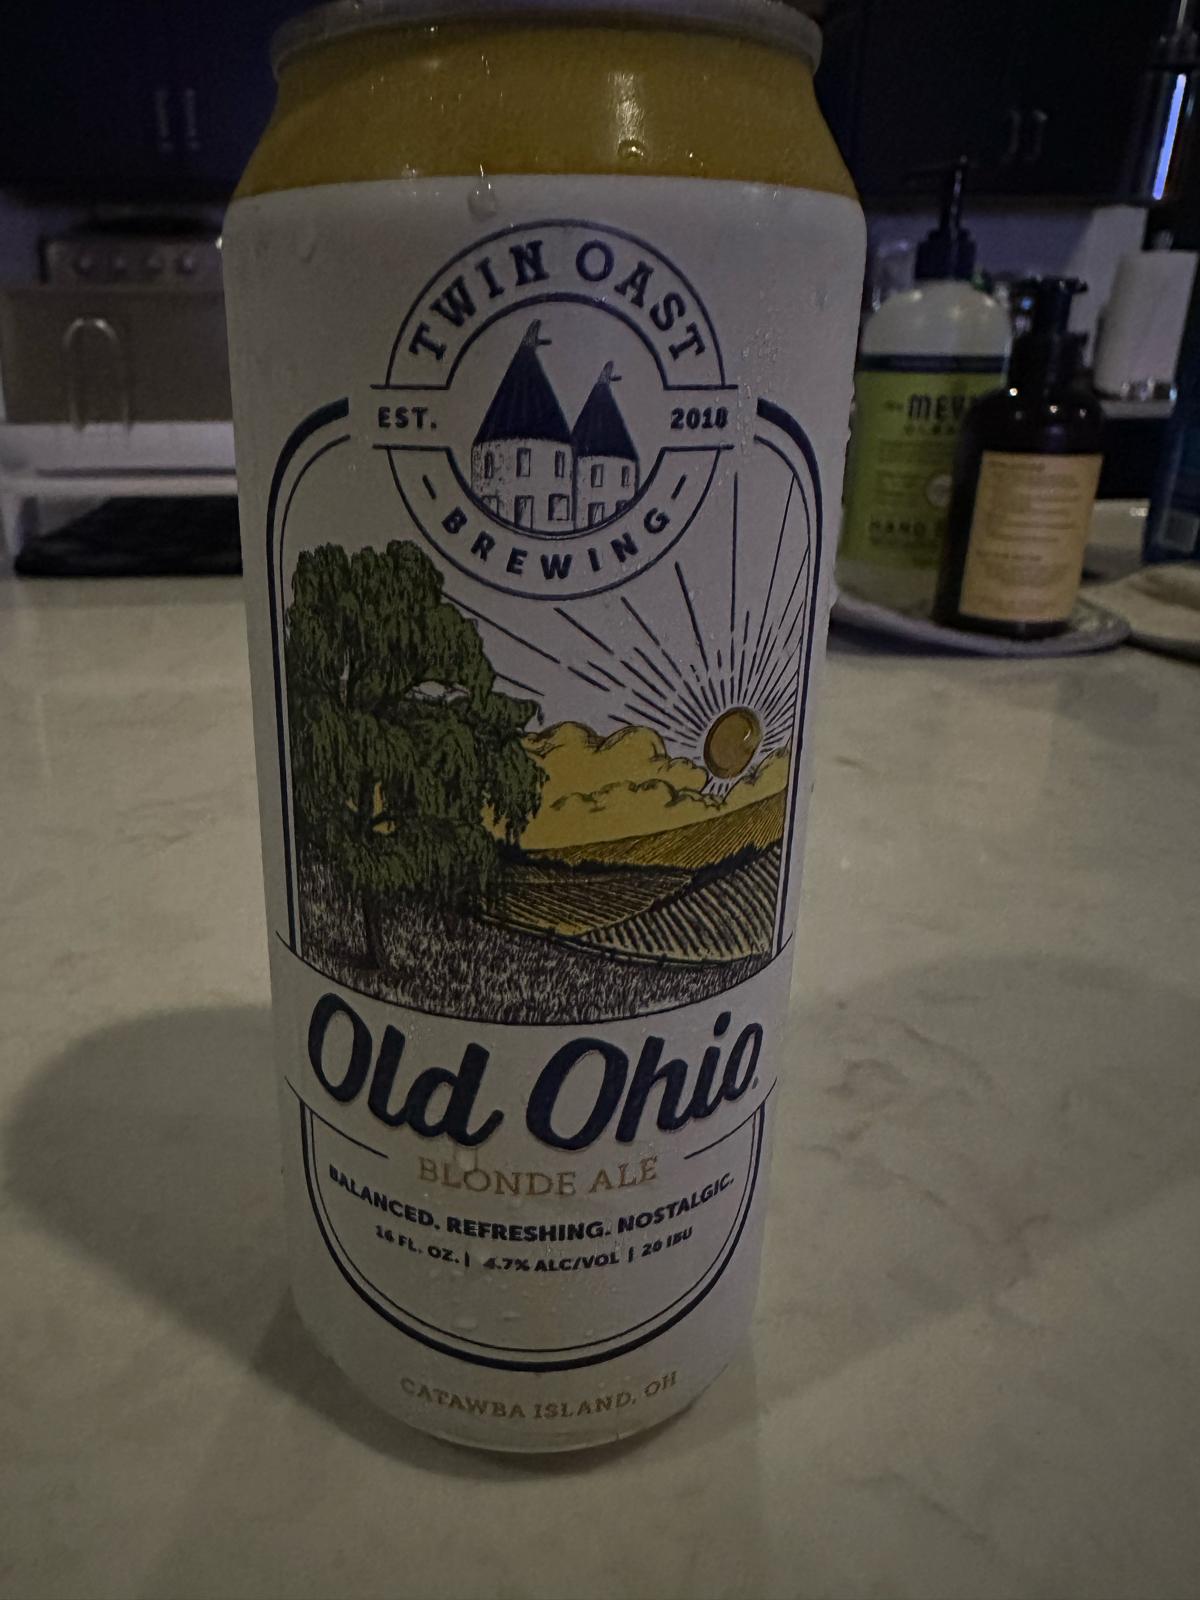 TWIN OAST
EST. 2018
- BREWING -
Old Ohio
BLONDE ALE
BALANCED. REFRESHING. NOSTALGIC.
16 FL. OZ. | 4.7% ALC/VOL | 20 IBU
CATAWBA ISLAND, OH
HAND